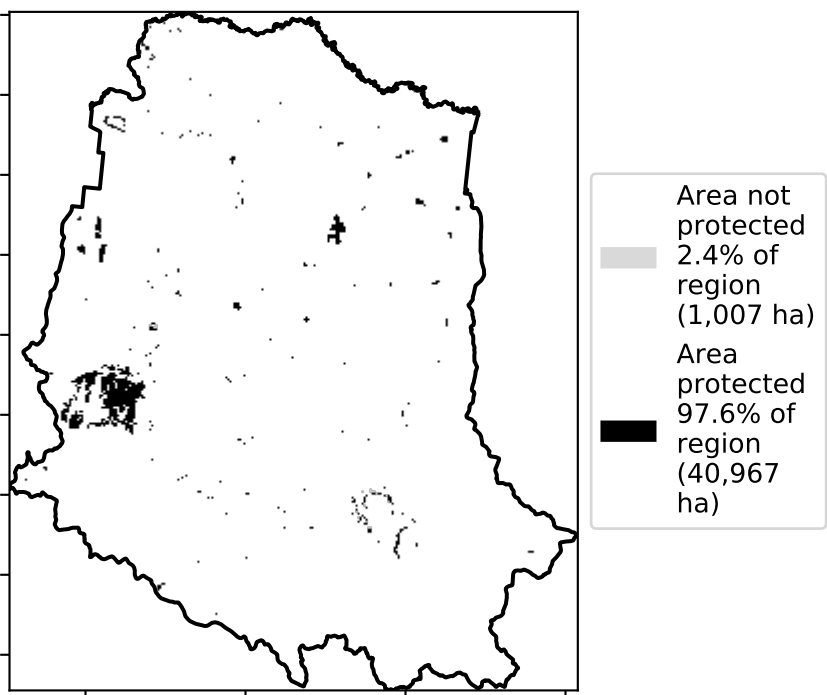 Area not
protected
2.4% of
region
(1,007 ha)
Area
protected
97.6% of
region
(40,967
ha)